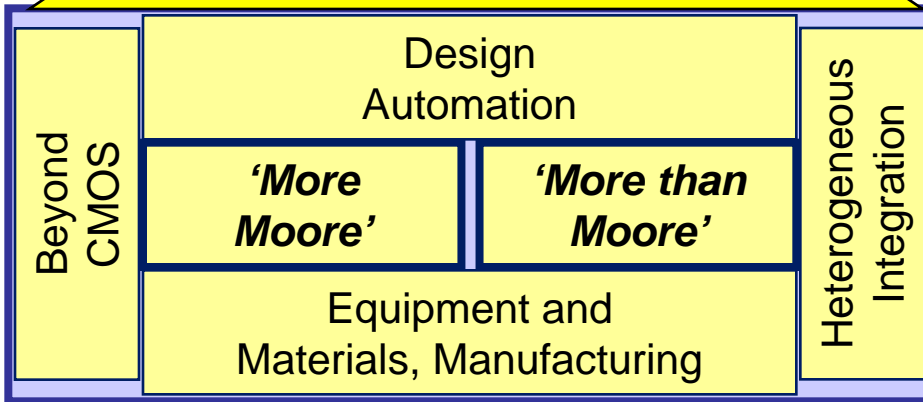 Beyond
CMOS
Design
Automation
‘More
Moore’
‘More than
Moore’
Equipment and
Materials, Manufacturing
Heterogeneous
Integration